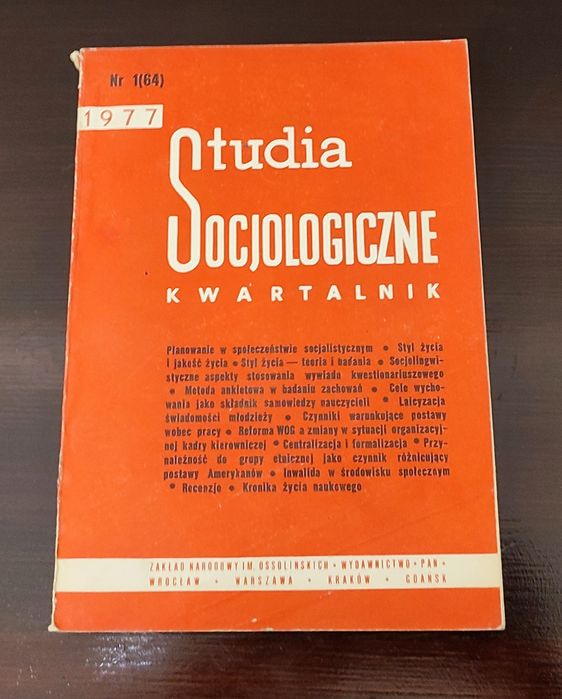 Nr 1(64)
1977
Studia
Socjologiczne
KWARTALNIK
Planowanie w społeczeństwie socjalistycznym • Styl życia
i jakość życia • Styl życia — teoria i badania • Socjolingwi-
styczne aspekty stosowania wywiadu kwestionariuszowego
• Metoda ankietowa w badaniu zachowań • Cele wycho-
wania jako składnik samowiedzy nauczycieli • Laicyzacja
świadomości młodzieży • Czynniki warunkujące postawy
wobec pracy • Reforma WOG a zmiany w sytuacji organizacyj-
nej kadry kierowniczej • Centralizacja i formalizacja • Przy-
należność do grupy etnicznej jako czynnik różnicujący
postawy Amerykanów • Inwalida w środowisku społecznym
• Recenzje • Kronika życia naukowego
ZAKŁAD NARODOWY IM. OSSOLIŃSKICH • WYDAWNICTWO • PAN •
WROCŁAW • WARSZAWA • KRAKÓW • GDAŃSK